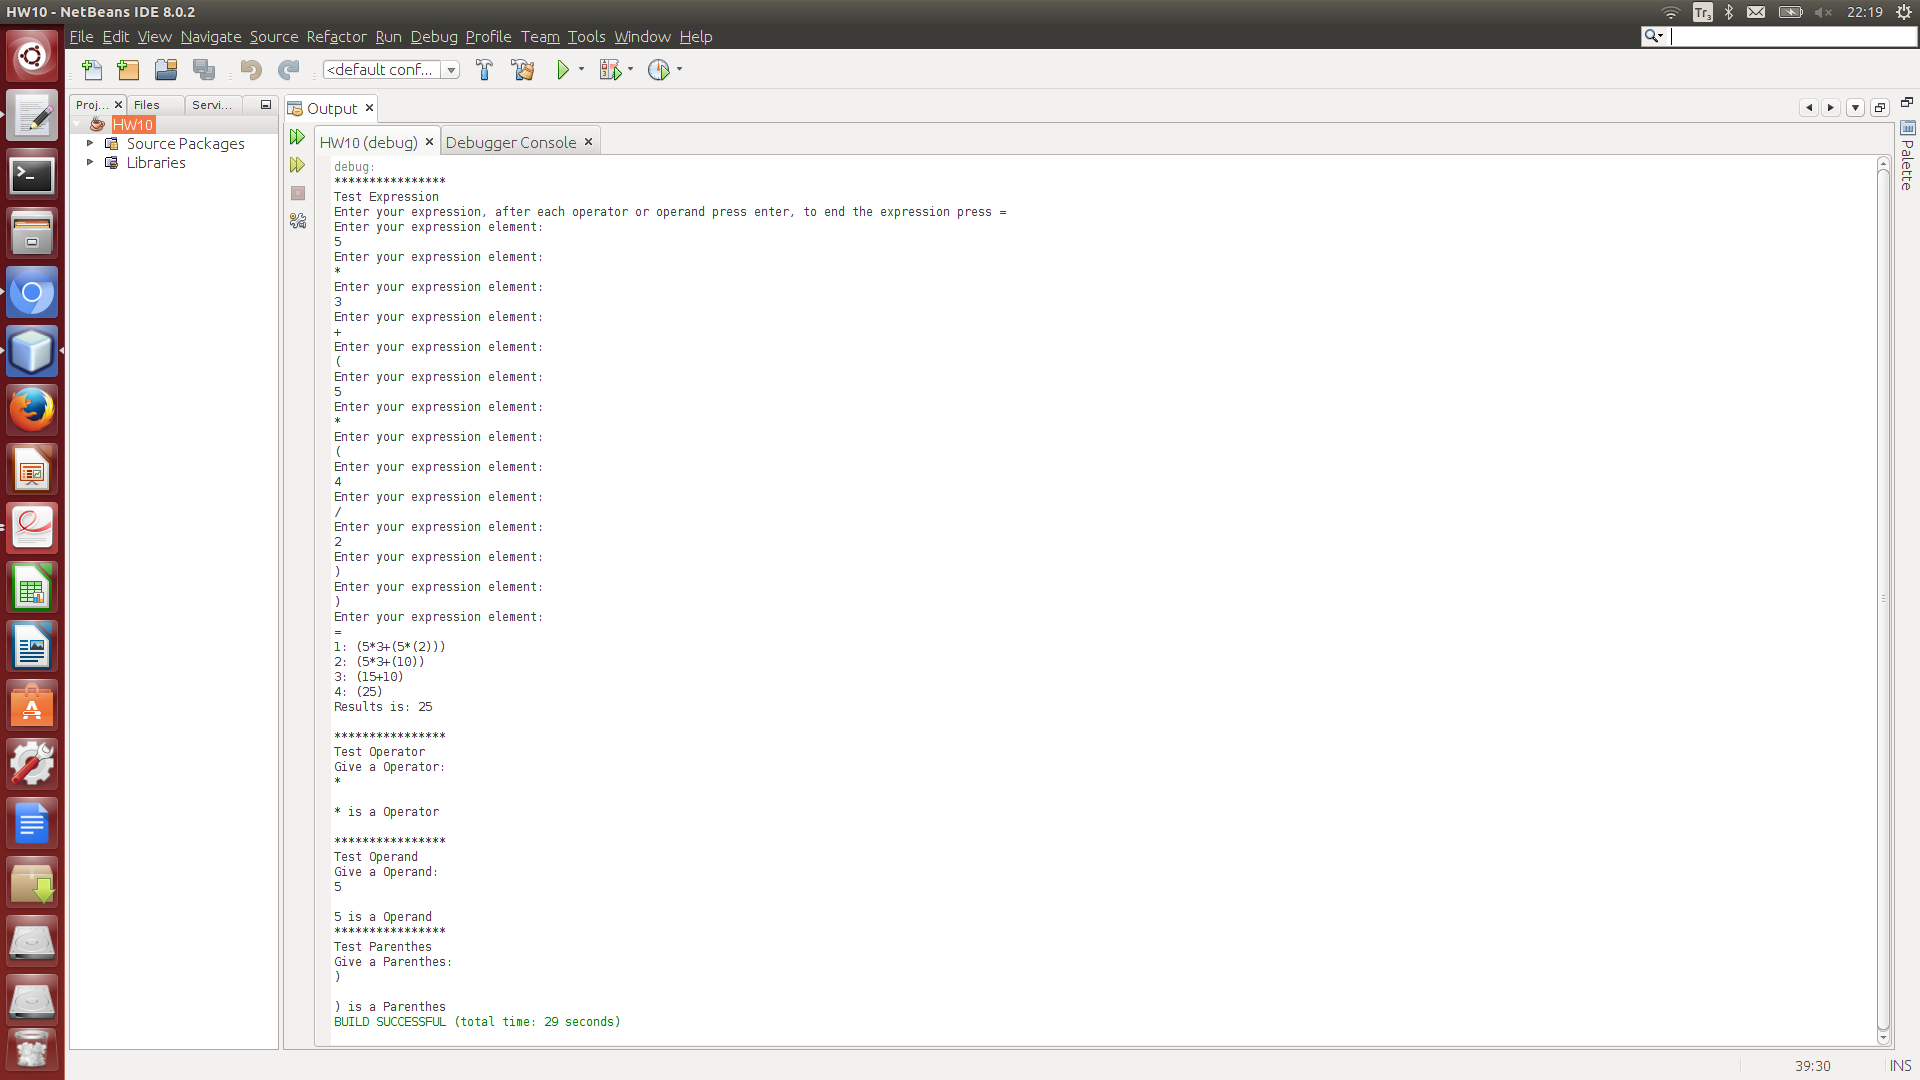 HW10 - NetBeans IDE 8.0.2
Tr3
22:19
File Edit View Navigate Source Refactor Run Debug Profile Team Tools Window Help
<default conf...
Proj... Files Servi...
Output
HW10
Source Packages
Libraries
HW10 (debug) Debugger Console
Palette
debug:
****************
Test Expression
Enter your expression, after each operator or operand press enter, to end the expression press =
Enter your expression element:
5
Enter your expression element:
*
Enter your expression element:
3
Enter your expression element:
+
Enter your expression element:
(
Enter your expression element:
5
Enter your expression element:
*
Enter your expression element:
(
Enter your expression element:
4
Enter your expression element:
/
Enter your expression element:
2
Enter your expression element:
)
Enter your expression element:
)
Enter your expression element:
=
1: (5*3+(5*(2)))
2: (5*3+(10))
3: (15+10)
4: (25)
Results is: 25
****************
Test Operator
Give a Operator:
*
* is a Operator
****************
Test Operand
Give a Operand:
5
5 is a Operand
****************
Test Parenthes
Give a Parenthes:
)
) is a Parenthes
BUILD SUCCESSFUL (total time: 29 seconds)
39:30
INS